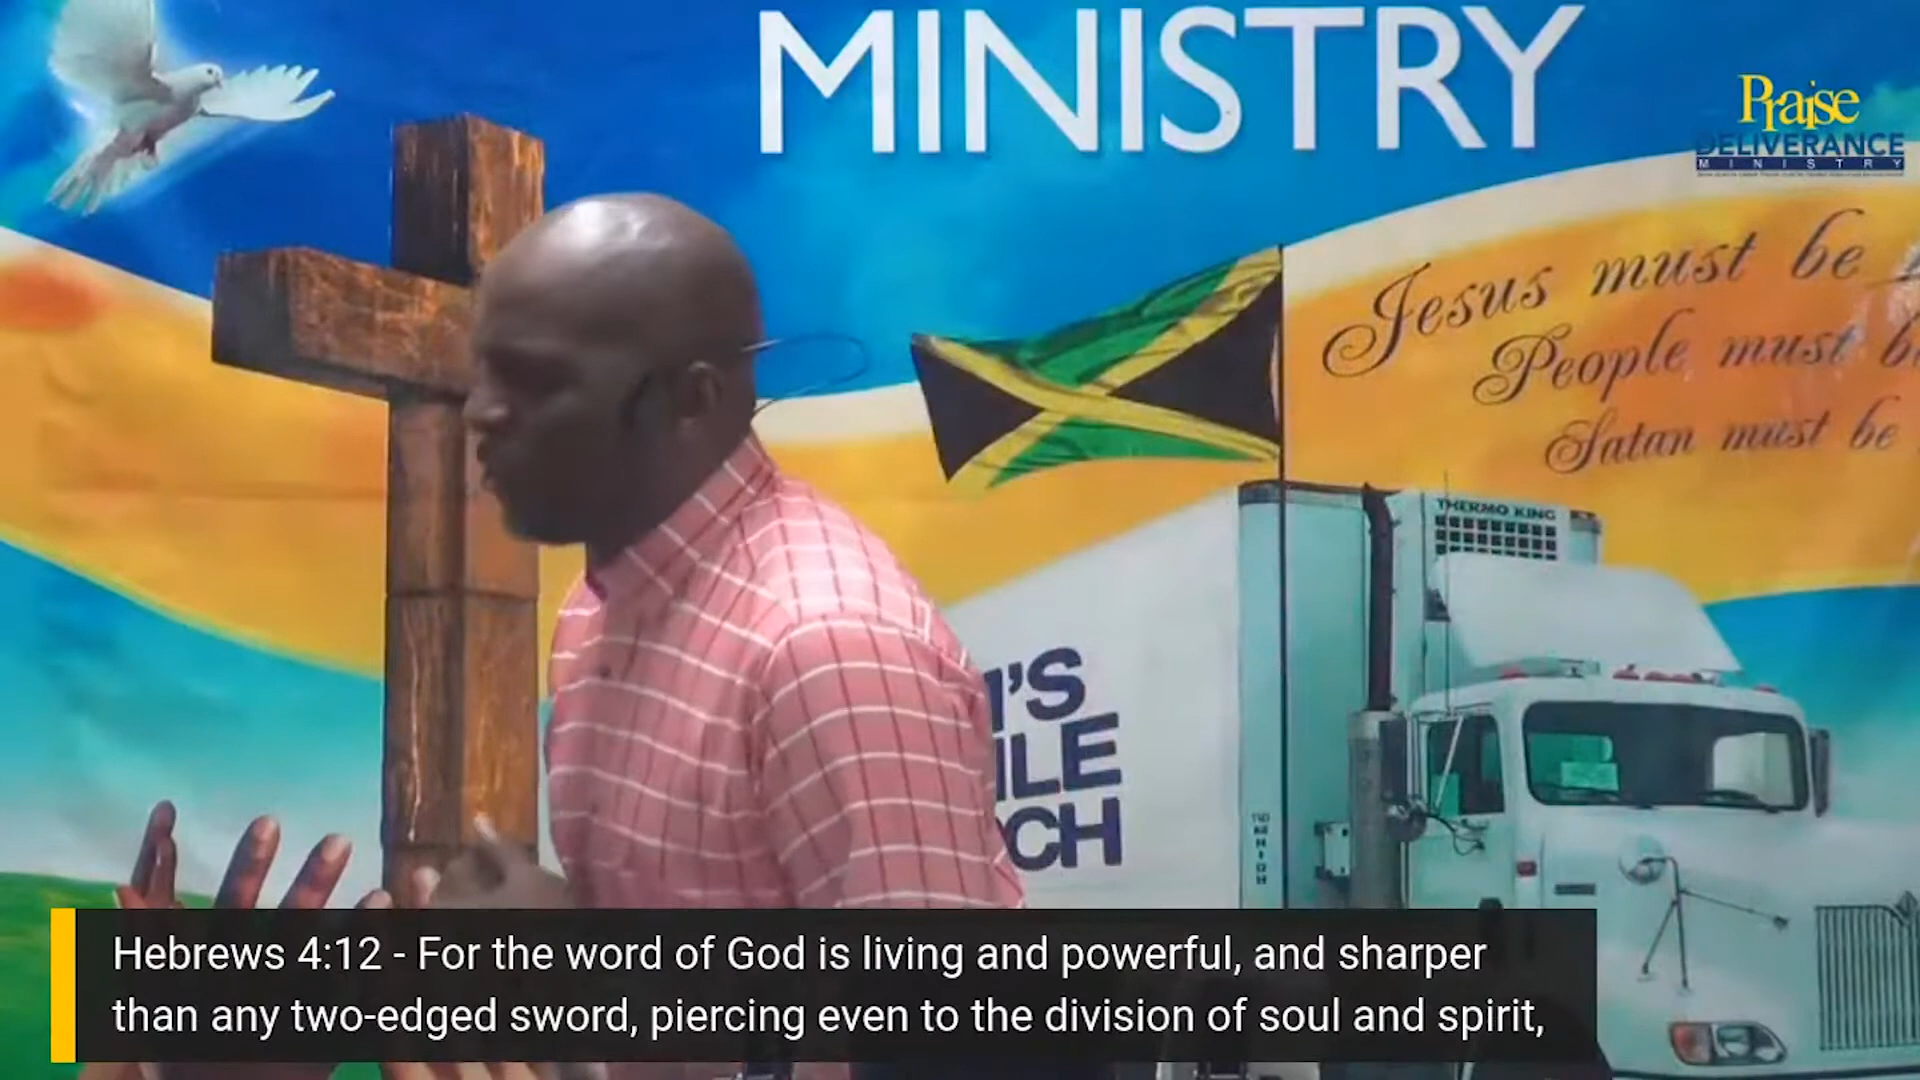 MINISTRY
Praise
DELIVERANCE
MINISTRY
Jesus must be
People must
Satan must be
THERMO KING
'S
ILE
CH
Hebrews 4:12 - For the word of God is living and powerful, and sharper
than any two-edged sword, piercing even to the division of soul and spirit,